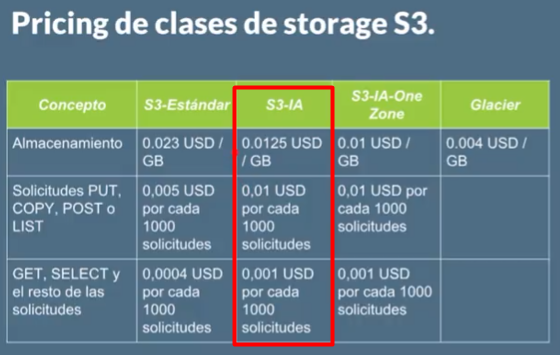 Pricing de clases de storage S3.
Concepto
S3-Estándar
S3-IA
S3-IA-One
Zone
Glacier
Almacenamiento
0.023 USD /
GB
0.0125 USD
/ GB
0.01 USD /
GB
0.004 USD /
GB
Solicitudes PUT,
COPY, POST o
LIST
0,005 USD
por cada
1000
solicitudes
0,01 USD
por cada
1000
solicitudes
0,01 USD por
cada 1000
solicitudes
GET, SELECT y
el resto de las
solicitudes
0,0004 USD
por cada
1000
solicitudes
0,001 USD
por cada
1000
solicitudes
0,001 USD
por cada 1000
solicitudes